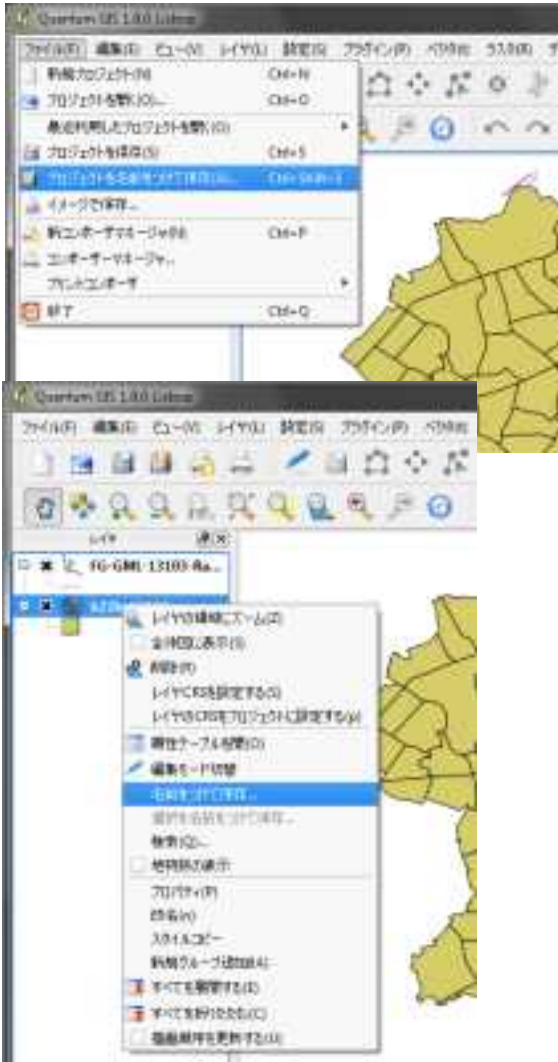 Quantum GIS 1.8.0 Lisboa
ファイル(F) 編集(E) ビュー(V) レイヤ(L) 設定(S) プラグイン(P) ベクタ(O) ラスタ(R)
新規プロジェクト(N) Ctrl+N
プロジェクトを開く(O)... Ctrl+O
最近利用したプロジェクトを開く(O)
プロジェクトを保存(S) Ctrl+S
プロジェクトを名前をつけて保存(A)... Ctrl+Shift+S
イメージで保存...
新コンポーザマネージャ(N) Ctrl+P
コンポーザーマネージャ...
プリントコンポーザ
終了 Ctrl+Q
Quantum GIS 1.8.0 Lisboa
ファイル(F) 編集(E) ビュー(V) レイヤ(L) 設定(S) プラグイン(P) ベクタ(O)
レイヤ
FG-GML-13103-Ra...
レイヤの領域にズーム(Z)
全体図に表示(S)
削除(R)
レイヤCRSを設定する(S)
レイヤのCRSをプロジェクトに設定する(p)
属性テーブルを開く(O)
編集モード切替
名前をつけて保存...
選択を名前をつけて保存...
検索(Q)...
地物数の表示
プロパティ(P)
改名(n)
スタイルコピー
新規グループ追加(A)
すべてを展開する(E)
すべてを折りたたむ(C)
描画順序を更新する(U)